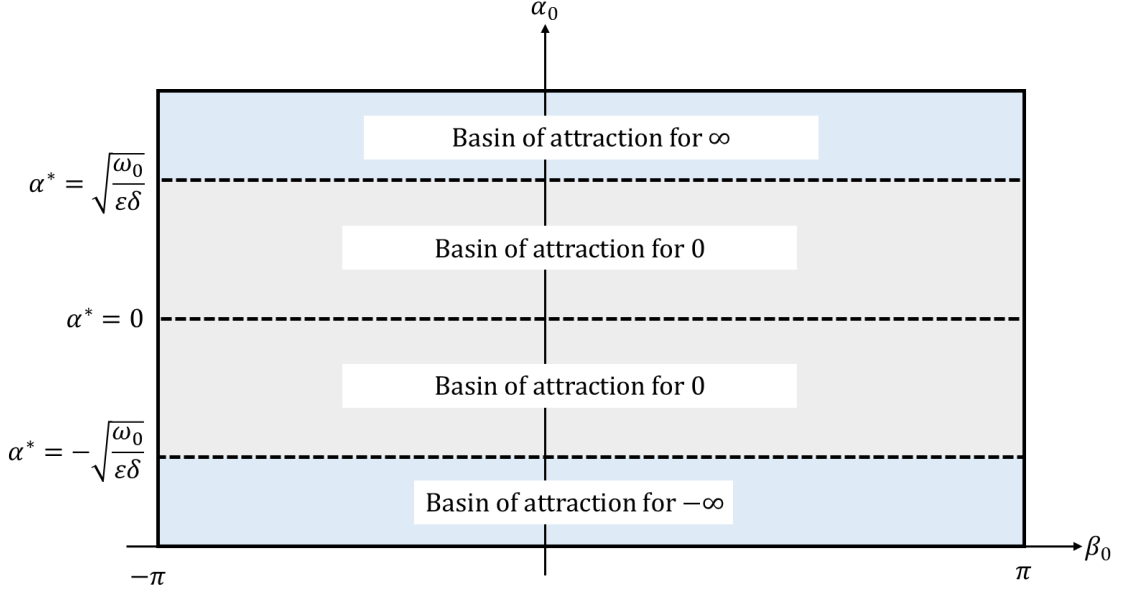 α₀
Basin of attraction for ∞
α* = √(ω₀/εδ)
Basin of attraction for 0
α* = 0
Basin of attraction for 0
α* = −√(ω₀/εδ)
Basin of attraction for −∞
β₀
−π
π